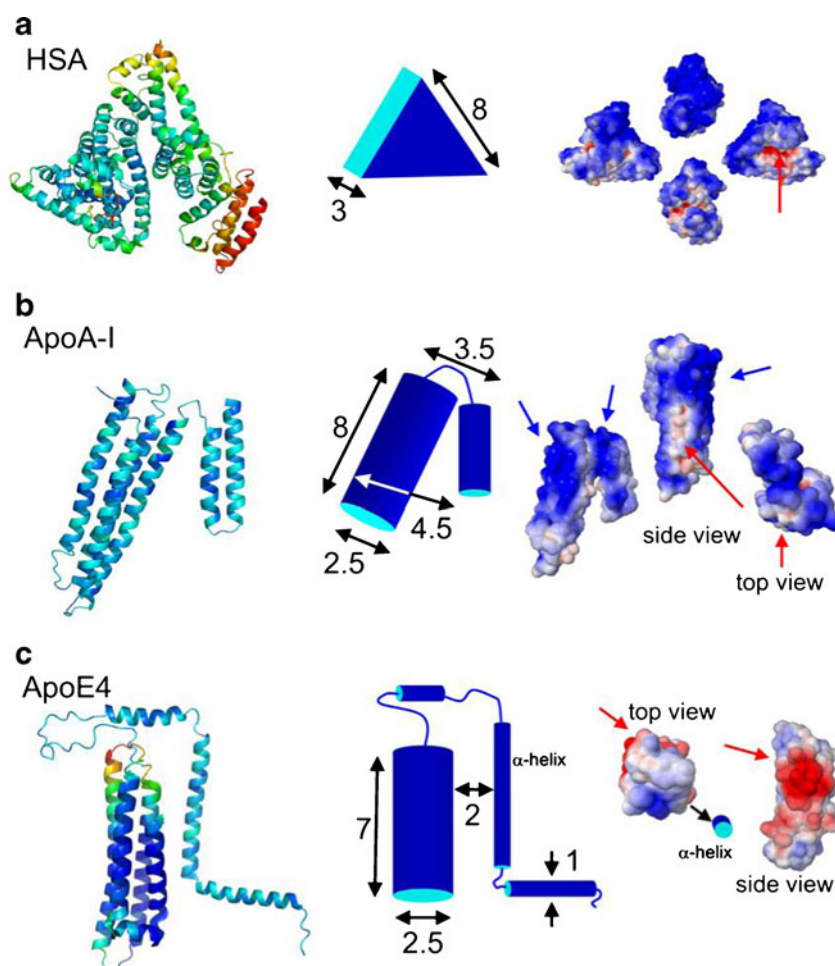 a
HSA
8
3
b
ApoA-I
3.5
8
4.5
2.5
side view
top view
c
ApoE4
top view
α-helix
7
2
1
α-helix
2.5
side view